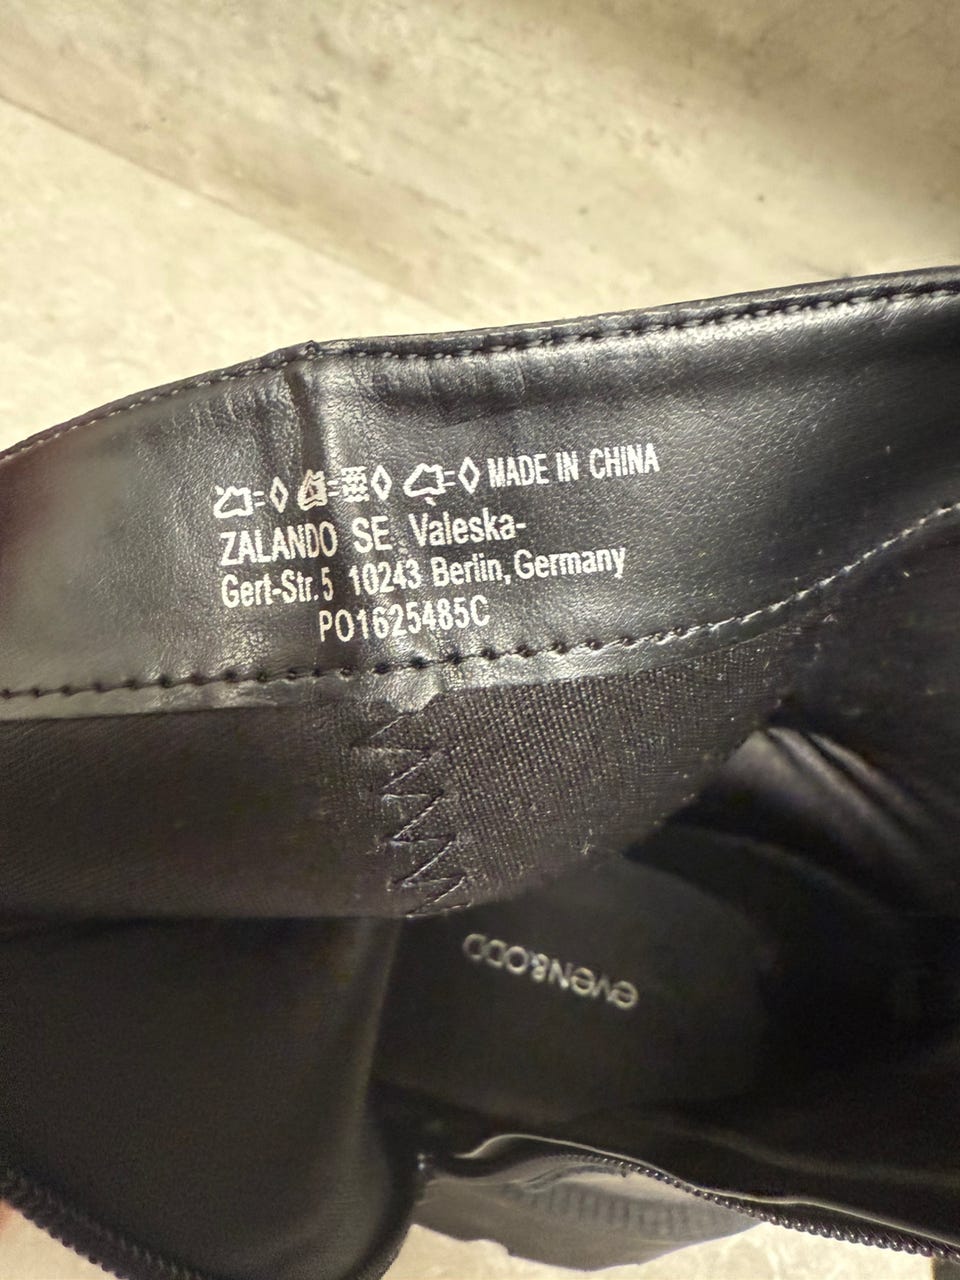 MADE IN CHINA
ZALANDO SE Valeska-
Gert-Str.5 10243 Berlin, Germany
PO1625485C
even&odd